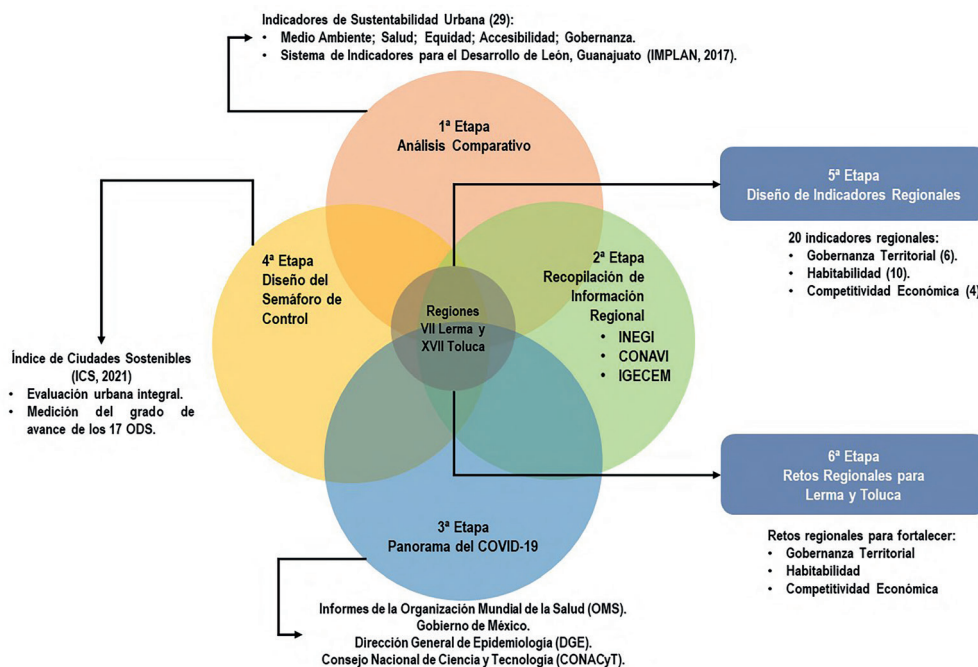 Indicadores de Sustentabilidad Urbana (29):
• Medio Ambiente; Salud; Equidad; Accesibilidad; Gobernanza.
• Sistema de Indicadores para el Desarrollo de León, Guanajuato (IMPLAN, 2017).
1ª Etapa
Análisis Comparativo
2ª Etapa
Recopilación de
Información
Regional
• INEGI
• CONAVI
• IGECEM
3ª Etapa
Panorama del COVID-19
Informes de la Organización Mundial de la Salud (OMS).
Gobierno de México.
Dirección General de Epidemiología (DGE).
Consejo Nacional de Ciencia y Tecnología (CONACyT).
4ª Etapa
Diseño del
Semáforo de
Control
Índice de Ciudades Sostenibles
(ICS, 2021)
• Evaluación urbana integral.
• Medición del grado de
avance de los 17 ODS.
Regiones
VII Lerma y
XVII Toluca
5ª Etapa
Diseño de Indicadores Regionales
20 indicadores regionales:
• Gobernanza Territorial (6).
• Habitabilidad (10).
• Competitividad Económica (4)
6ª Etapa
Retos Regionales para
Lerma y Toluca
Retos regionales para fortalecer:
• Gobernanza Territorial
• Habitabilidad
• Competitividad Económica